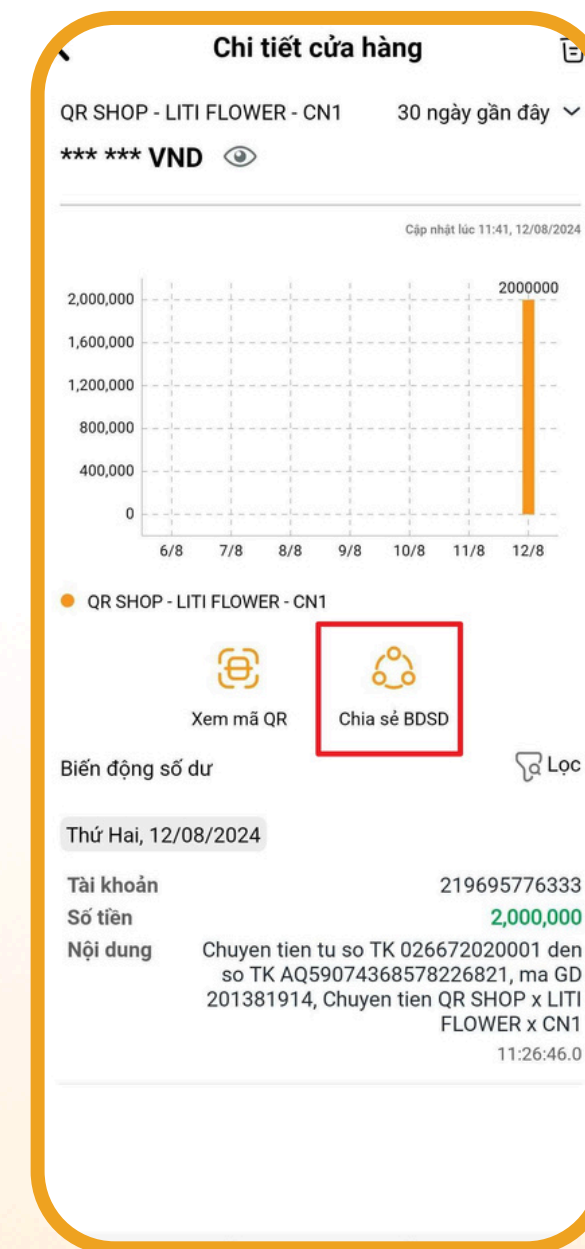 Chi tiết cửa hàng
QR SHOP - LITI FLOWER - CN1 30 ngày gần đây
*** *** VND
Cập nhật lúc 11:41, 12/08/2024
2000000
2,000,000
1,600,000
1,200,000
800,000
400,000
0
6/8 7/8 8/8 9/8 10/8 11/8 12/8
QR SHOP - LITI FLOWER - CN1
Xem mã QR Chia sẻ BDSD
Biến động số dư Lọc
Thứ Hai, 12/08/2024
Tài khoản 219695776333
Số tiền 2,000,000
Nội dung Chuyen tien tu so TK 026672020001 den
so TK AQ59074368578226821, ma GD
201381914, Chuyen tien QR SHOP x LITI
FLOWER x CN1
11:26:46.0